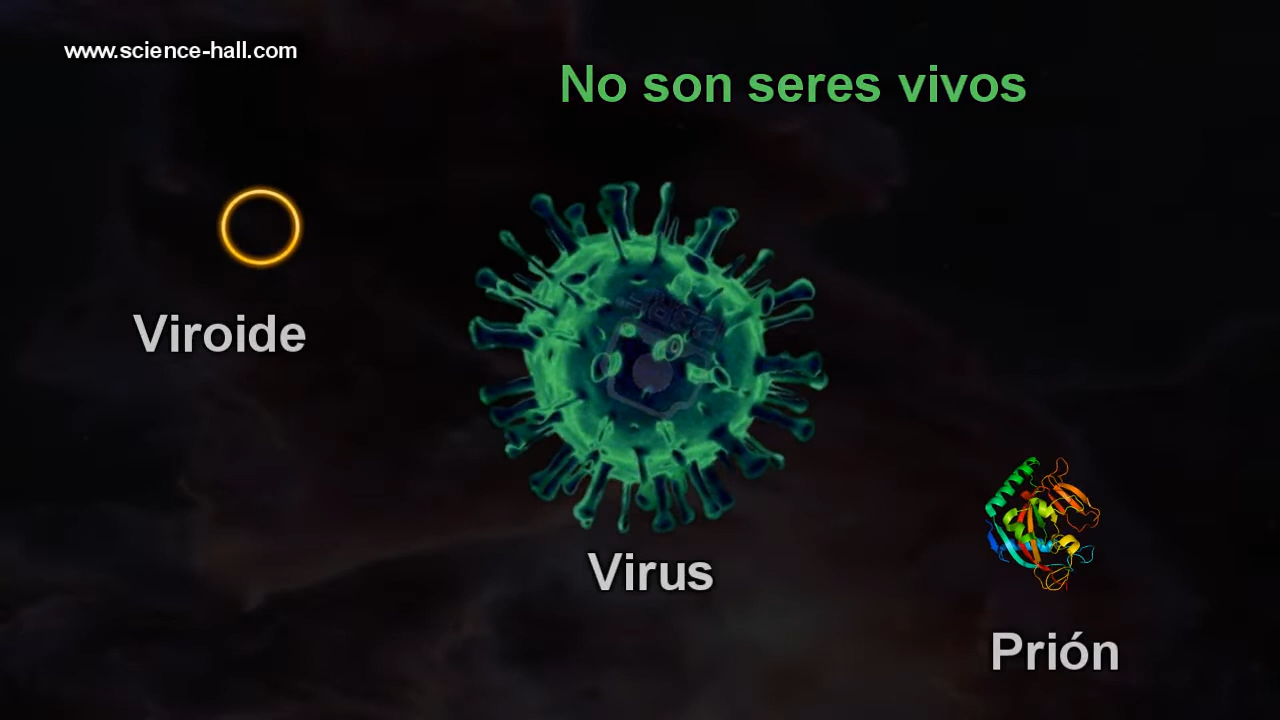 www.science-hall.com
No son seres vivos
Viroide
Virus
Prión